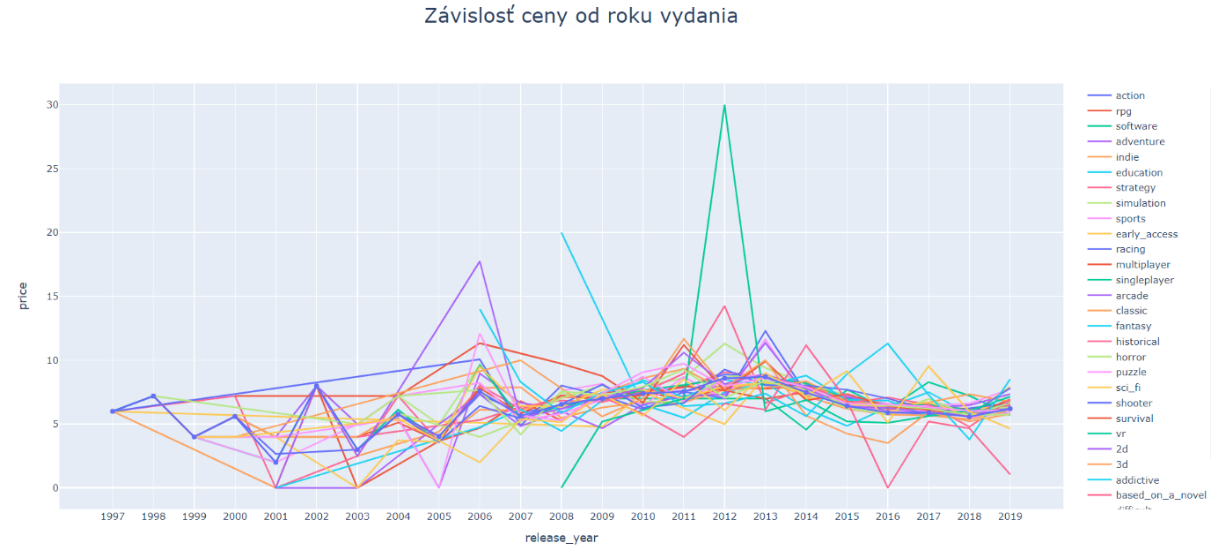 Závislosť ceny od roku vydania
30
25
20
15
10
5
0
price
1997 1998 1999 2000 2001 2002 2003 2004 2005 2006 2007 2008 2009 2010 2011 2012 2013 2014 2015 2016 2017 2018 2019
release_year
action
rpg
software
adventure
indie
education
strategy
simulation
sports
early_access
racing
multiplayer
singleplayer
arcade
classic
fantasy
historical
horror
puzzle
sci_fi
shooter
survival
vr
2d
3d
addictive
based_on_a_novel